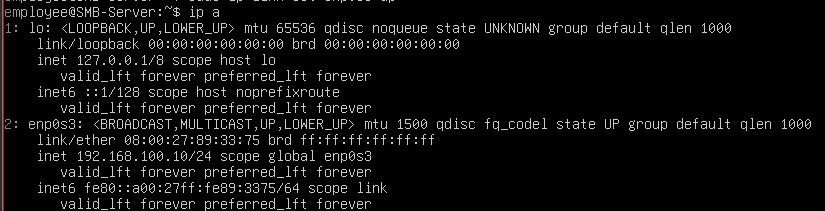 employee@SMB-Server:~$ ip a
1: lo: <LOOPBACK,UP,LOWER_UP> mtu 65536 qdisc noqueue state UNKNOWN group default qlen 1000
    link/loopback 00:00:00:00:00:00 brd 00:00:00:00:00:00
    inet 127.0.0.1/8 scope host lo
       valid_lft forever preferred_lft forever
    inet6 ::1/128 scope host noprefixroute
       valid_lft forever preferred_lft forever
2: enp0s3: <BROADCAST,MULTICAST,UP,LOWER_UP> mtu 1500 qdisc fq_codel state UP group default qlen 1000
    link/ether 08:00:27:89:33:75 brd ff:ff:ff:ff:ff:ff
    inet 192.168.100.10/24 scope global enp0s3
       valid_lft forever preferred_lft forever
    inet6 fe80::a00:27ff:fe89:3375/64 scope link
       valid_lft forever preferred_lft forever